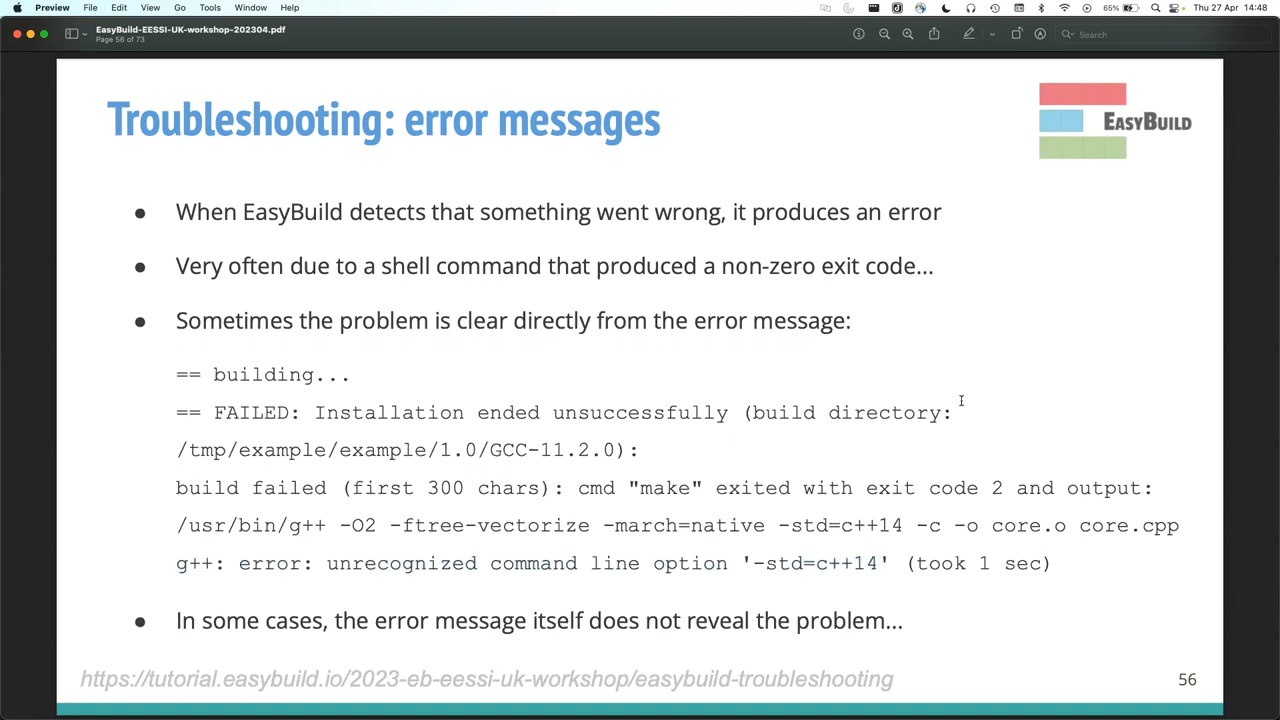 Preview File Edit View Go Tools Window Help 65% Thu 27 Apr 14:48
EasyBuild-EESSI-UK-workshop-202304.pdf
Page 56 of 73
Search
Troubleshooting: error messages
EASYBUILD
● When EasyBuild detects that something went wrong, it produces an error
● Very often due to a shell command that produced a non-zero exit code...
● Sometimes the problem is clear directly from the error message:
== building...
== FAILED: Installation ended unsuccessfully (build directory:
/tmp/example/example/1.0/GCC-11.2.0):
build failed (first 300 chars): cmd "make" exited with exit code 2 and output:
/usr/bin/g++ -O2 -ftree-vectorize -march=native -std=c++14 -c -o core.o core.cpp
g++: error: unrecognized command line option '-std=c++14' (took 1 sec)
● In some cases, the error message itself does not reveal the problem...
https://tutorial.easybuild.io/2023-eb-eessi-uk-workshop/easybuild-troubleshooting
56